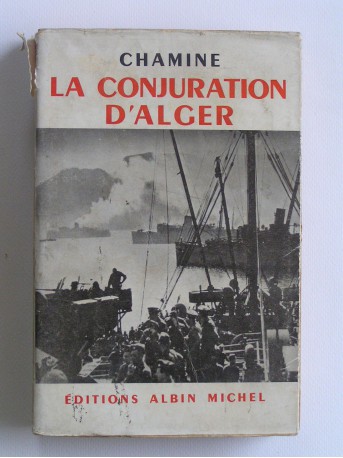 CHAMINE
LA CONJURATION
D'ALGER
ÉDITIONS ALBIN MICHEL